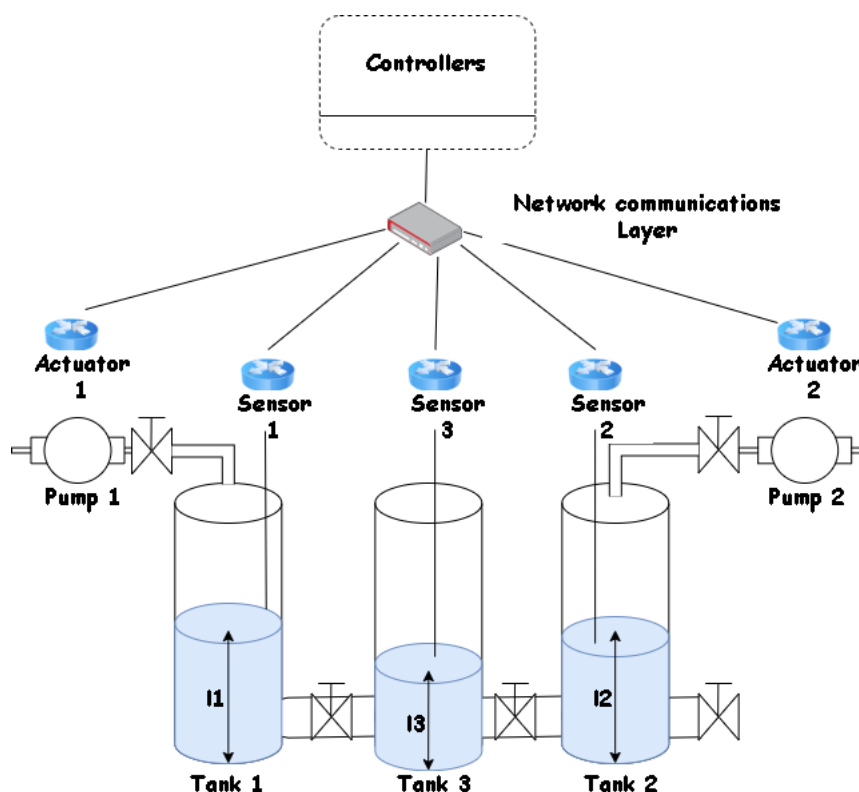 Controllers
Network communications
Layer
Actuator
1
Actuator
2
Sensor
1
Sensor
3
Sensor
2
Pump 1
Pump 2
l1
l3
l2
Tank 1
Tank 3
Tank 2